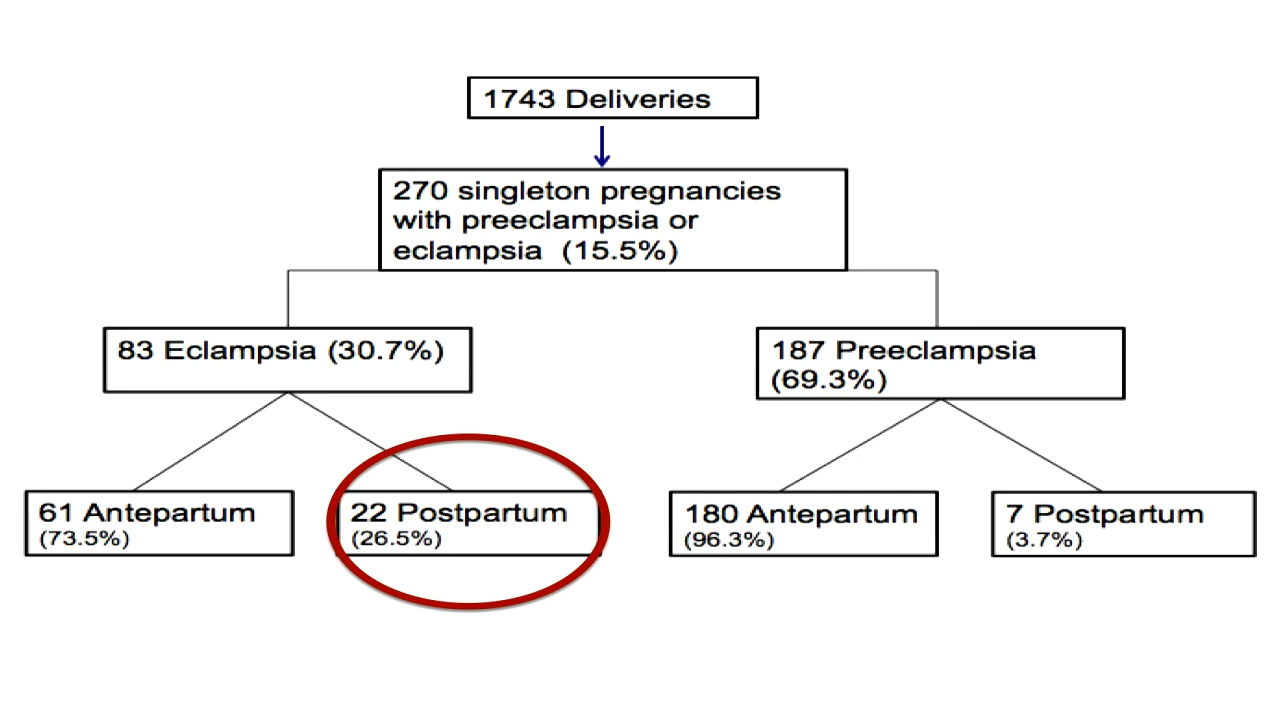 1743 Deliveries
270 singleton pregnancies
with preeclampsia or
eclampsia (15.5%)
83 Eclampsia (30.7%)
187 Preeclampsia
(69.3%)
61 Antepartum
(73.5%)
22 Postpartum
(26.5%)
180 Antepartum
(96.3%)
7 Postpartum
(3.7%)